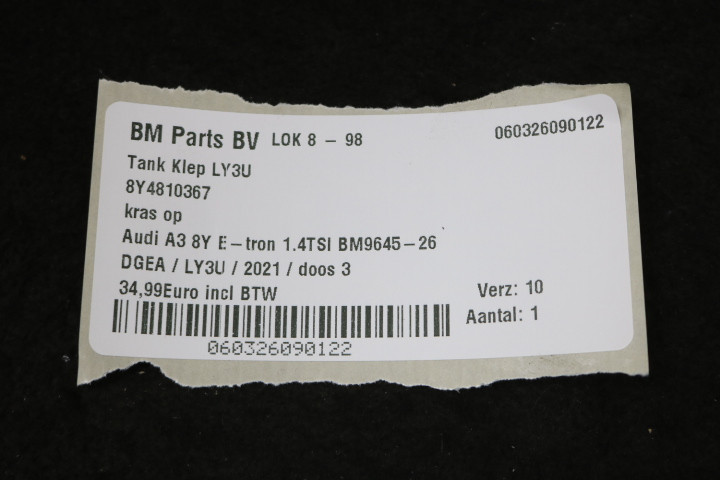 BM Parts BV LOK 8 - 98 060326090122
Tank Klep LY3U
8Y4810367
kras op
Audi A3 8Y E-tron 1.4TSI BM9645-26
DGEA / LY3U / 2021 / doos 3
34,99Euro incl BTW Verz: 10
Aantal: 1
060326090122